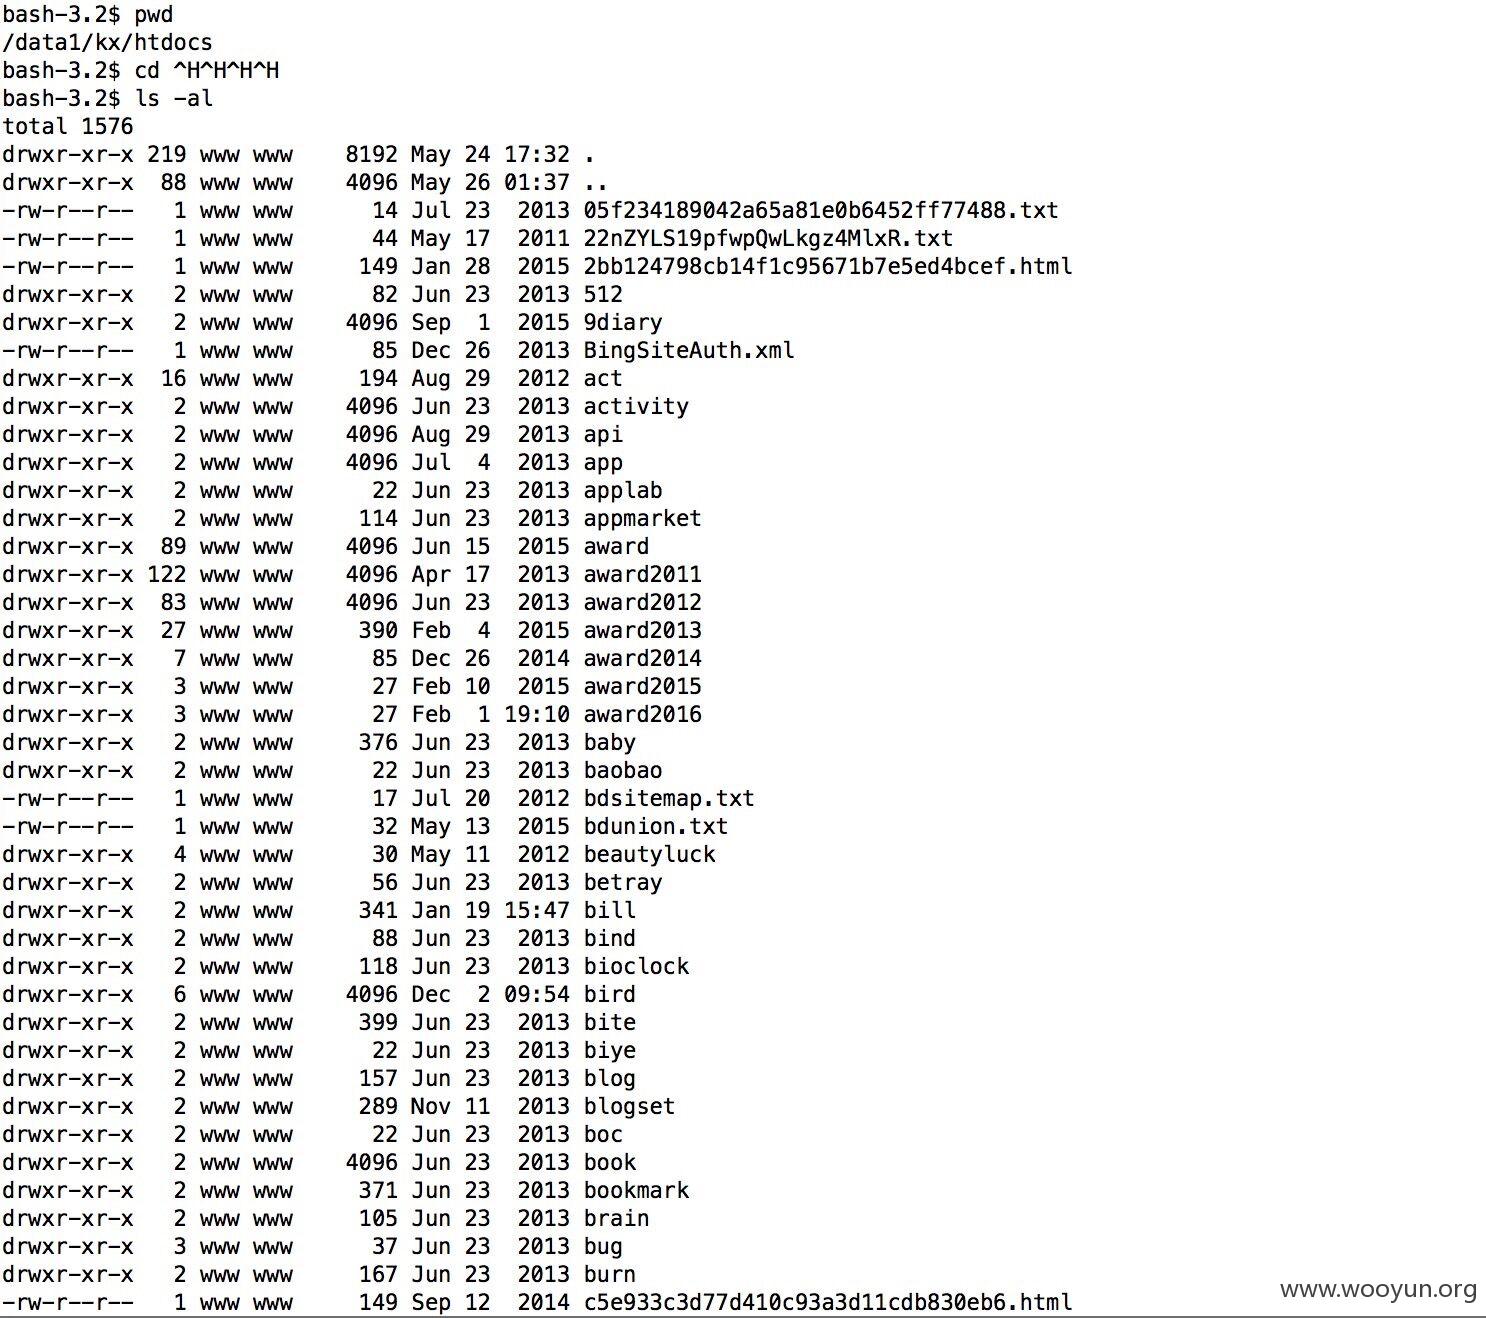 bash-3.2$ pwd
/data1/kx/htdocs
bash-3.2$ cd ^H^H^H^H
bash-3.2$ ls -al
total 1576
drwxr-xr-x 219 www www    8192 May 24 17:32 .
drwxr-xr-x  88 www www    4096 May 26 01:37 ..
-rw-r--r--   1 www www      14 Jul 23  2013 05f234189042a65a81e0b6452ff77488.txt
-rw-r--r--   1 www www      44 May 17  2011 22nZYLS19pfwpQwLkgz4MlxR.txt
-rw-r--r--   1 www www     149 Jan 28  2015 2bb124798cb14f1c95671b7e5ed4bcef.html
drwxr-xr-x   2 www www      82 Jun 23  2013 512
drwxr-xr-x   2 www www    4096 Sep  1  2015 9diary
-rw-r--r--   1 www www      85 Dec 26  2013 BingSiteAuth.xml
drwxr-xr-x  16 www www     194 Aug 29  2012 act
drwxr-xr-x   2 www www    4096 Jun 23  2013 activity
drwxr-xr-x   2 www www    4096 Aug 29  2013 api
drwxr-xr-x   2 www www    4096 Jul  4  2013 app
drwxr-xr-x   2 www www      22 Jun 23  2013 applab
drwxr-xr-x   2 www www     114 Jun 23  2013 appmarket
drwxr-xr-x  89 www www    4096 Jun 15  2015 award
drwxr-xr-x 122 www www    4096 Apr 17  2013 award2011
drwxr-xr-x  83 www www    4096 Jun 23  2013 award2012
drwxr-xr-x  27 www www     390 Feb  4  2015 award2013
drwxr-xr-x   7 www www      85 Dec 26  2014 award2014
drwxr-xr-x   3 www www      27 Feb 10  2015 award2015
drwxr-xr-x   3 www www      27 Feb  1 19:10 award2016
drwxr-xr-x   2 www www     376 Jun 23  2013 baby
drwxr-xr-x   2 www www      22 Jun 23  2013 baobao
-rw-r--r--   1 www www      17 Jul 20  2012 bdsitemap.txt
-rw-r--r--   1 www www      32 May 13  2015 bdunion.txt
drwxr-xr-x   4 www www      30 May 11  2012 beautyluck
drwxr-xr-x   2 www www      56 Jun 23  2013 betray
drwxr-xr-x   2 www www     341 Jan 19 15:47 bill
drwxr-xr-x   2 www www      88 Jun 23  2013 bind
drwxr-xr-x   2 www www     118 Jun 23  2013 bioclock
drwxr-xr-x   6 www www    4096 Dec  2 09:54 bird
drwxr-xr-x   2 www www     399 Jun 23  2013 bite
drwxr-xr-x   2 www www      22 Jun 23  2013 biye
drwxr-xr-x   2 www www     157 Jun 23  2013 blog
drwxr-xr-x   2 www www     289 Nov 11  2013 blogset
drwxr-xr-x   2 www www      22 Jun 23  2013 boc
drwxr-xr-x   2 www www    4096 Jun 23  2013 book
drwxr-xr-x   2 www www     371 Jun 23  2013 bookmark
drwxr-xr-x   2 www www     105 Jun 23  2013 brain
drwxr-xr-x   3 www www      37 Jun 23  2013 bug
drwxr-xr-x   2 www www     167 Jun 23  2013 burn
-rw-r--r--   1 www www     149 Sep 12  2014 c5e933c3d77d410c93a3d11cdb830eb6.html
www.wooyun.org